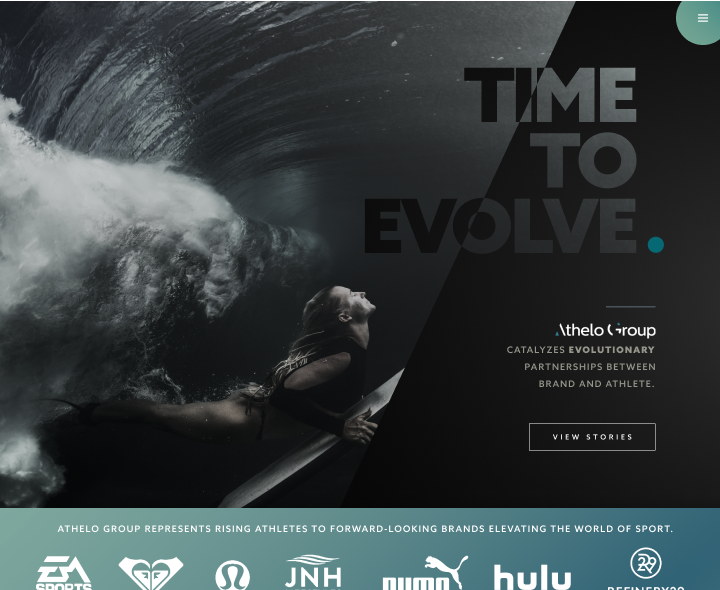 TIME
TO
EVOLVE.
Athelo Group
CATALYZES EVOLUTIONARY
PARTNERSHIPS BETWEEN
BRAND AND ATHLETE.
VIEW STORIES
ATHELO GROUP REPRESENTS RISING ATHLETES TO FORWARD-LOOKING BRANDS ELEVATING THE WORLD OF SPORT.
EA SPORTS JNH PUMA hulu 29 REFINERY29